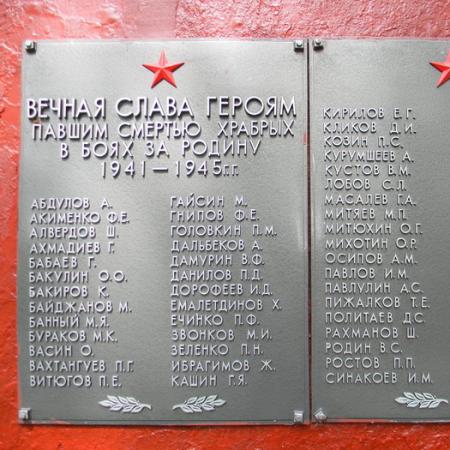 ВЕЧНАЯ СЛАВА ГЕРОЯМ
ПАВШИМ СМЕРТЬЮ ХРАБРЫХ
В БОЯХ ЗА РОДИНУ
1941—1945 г.г.
АБДУЛОВ А.
АКИМЕНКО Ф.Е.
АЛВЕРДОВ Ш.
АХМАДИЕВ Г.
БАБАЕВ Г.
БАКУЛИН О.О.
БАКИРОВ К.
БАЙДЖАНОВ М.
БАННЫЙ М.Я.
БУРАКОВ М.К.
ВАСИН О.
ВАХТАНГУЕВ П.Г.
ВИТЮГОВ П.Е.
ГАЙСИН М.
ГНИПОВ Ф.Е.
ГОЛОВКИН П.М.
ДАЛЬБЕКОВ А.
ДАМУРИН В.Ф.
ДАНИЛОВ П.Д.
ДОРОФЕЕВ И.Д.
ЕМАЛЕТДИНОВ Х.
ЕЧИНКО П.Ф.
ЗВОНКОВ М.И.
ЗЕЛЕНКО П.Н.
ИБРАГИМОВ Ж.
КАШИН Г.Я.
КИРИЛОВ Е.Г.
КЛИКОВ Д.И.
КОЗИН П.С.
КУРУМШЕЕВ А.
КУСТОВ В.М.
ЛОБОВ С.Л.
МАСАЛЕВ Г.А.
МИТЯЕВ М.П.
МИТЮХИН О.Г.
МИХОТИН О.Р.
ОСИПОВ А.М.
ПАВЛОВ И.М.
ПАВЛУЛИН А.С.
ПИЖАЛКОВ Т.Е.
ПОЛИТАЕВ Д.С.
РАХМАНОВ Ш.
РОДИН В.С.
РОСТОВ П.П.
СИНАКОЕВ И.М.